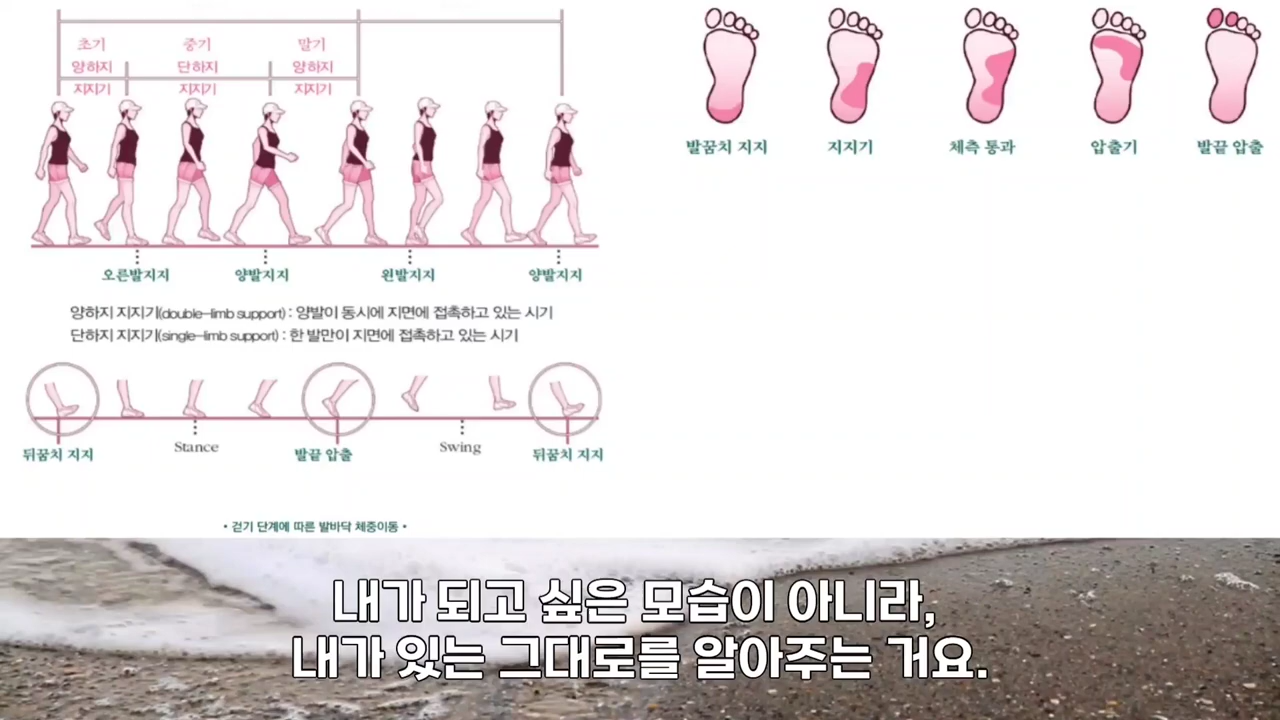 초기
양하지
지지기
중기
단하지
지지기
말기
양하지
지지기
오른발지지
양발지지
왼발지지
양발지지
양하지 지지기(double-limb support) : 양발이 동시에 지면에 접촉하고 있는 시기
단하지 지지기(single-limb support) : 한 발만이 지면에 접촉하고 있는 시기
뒤꿈치 지지
Stance
발끝 압출
Swing
뒤꿈치 지지
• 걷기 단계에 따른 발바닥 체중이동 •
발꿈치 지지
지지기
체측 통과
압출기
발끝 압출
내가 되고 싶은 모습이 아니라,
내가 있는 그대로를 알아주는 거요.